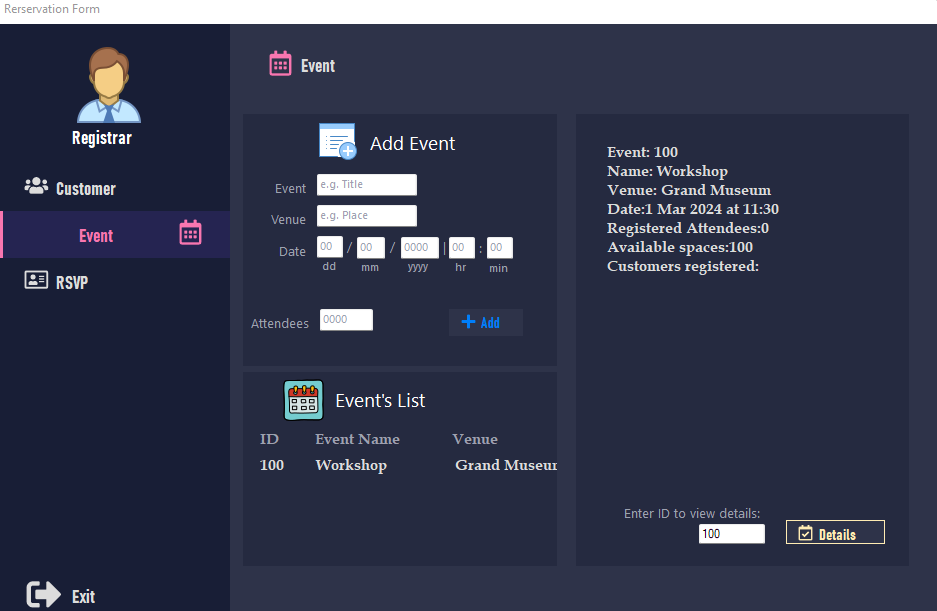 Rerservation Form
Registrar
Customer
Event
RSVP
Exit
Event
Add Event
Event e.g. Title
Venue e.g. Place
Date 00 / 00 / 0000 | 00 : 00
dd mm yyyy hr min
Attendees 0000 Add
Event's List
ID Event Name Venue
100 Workshop Grand Museum
Event: 100
Name: Workshop
Venue: Grand Museum
Date:1 Mar 2024 at 11:30
Registered Attendees:0
Available spaces:100
Customers registered:
Enter ID to view details:
100 Details